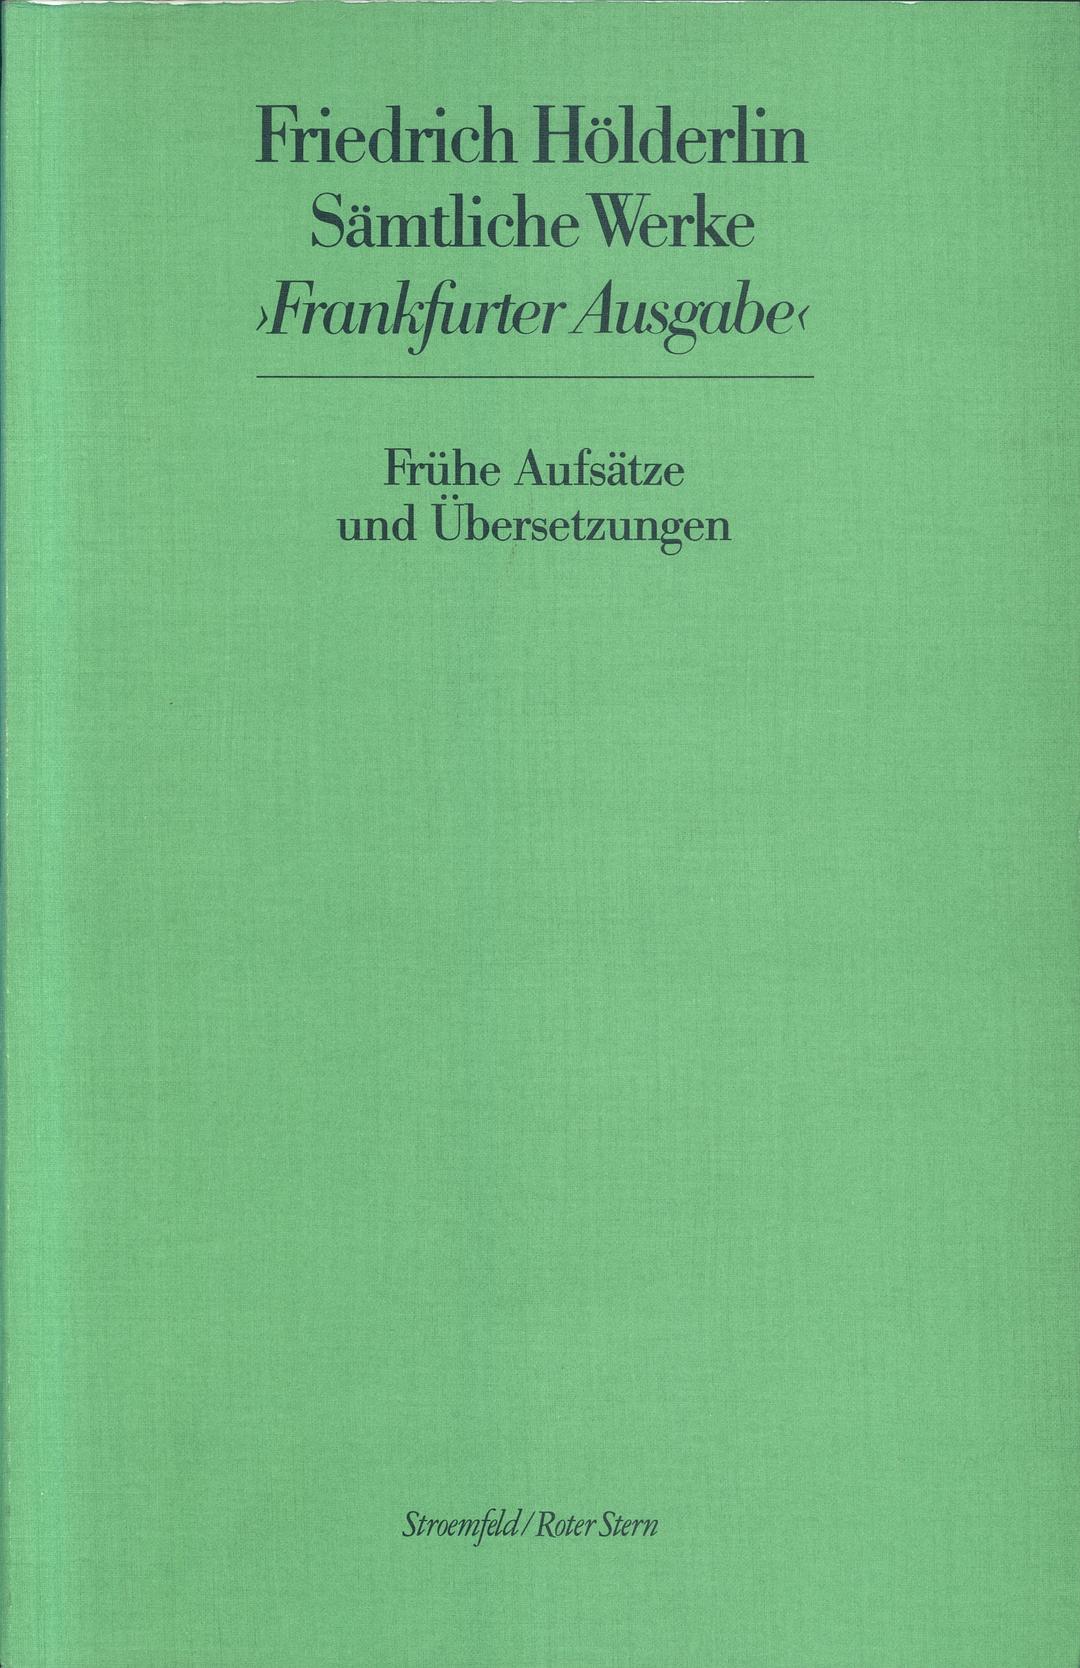 Friedrich Hölderlin
Sämtliche Werke
›Frankfurter Ausgabe‹
Frühe Aufsätze
und Übersetzungen
Stroemfeld / Roter Stern